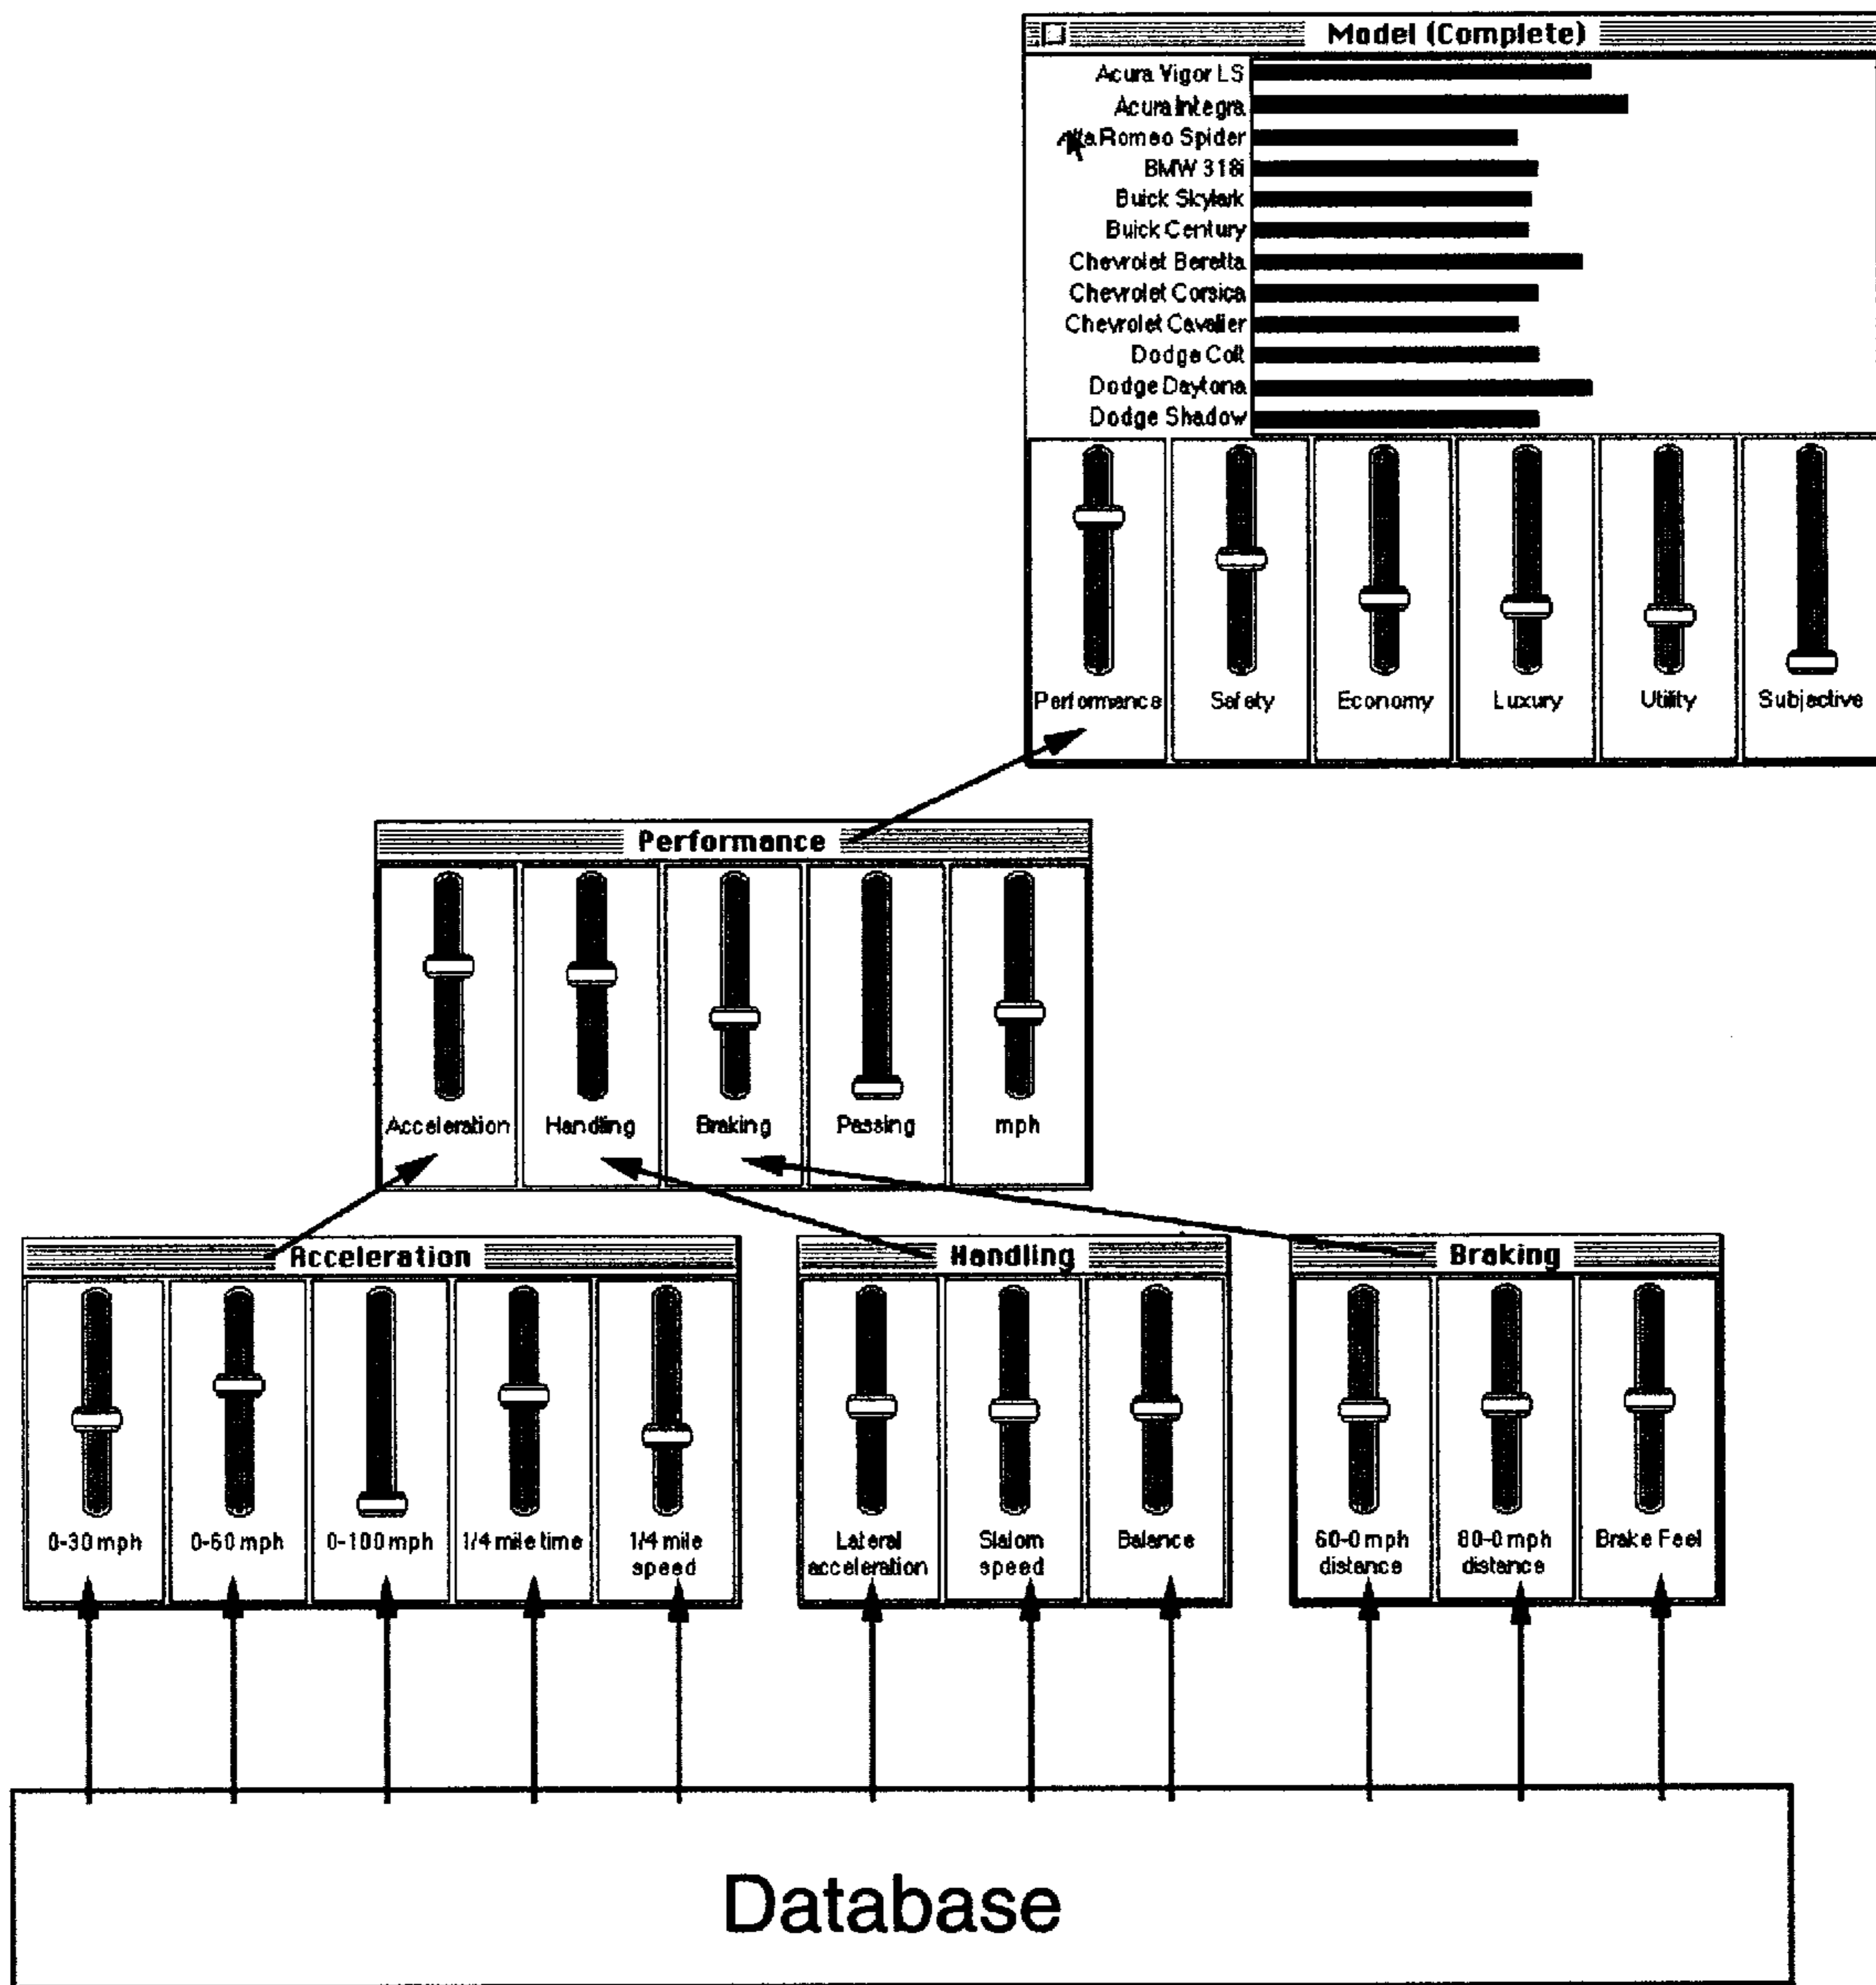 Model (Complete)
Acura Vigor LS
Acura Integra
Alfa Romeo Spider
BMW 318i
Buick Skylark
Buick Century
Chevrolet Beretta
Chevrolet Corsica
Chevrolet Cavalier
Dodge Colt
Dodge Daytona
Dodge Shadow
Performance Safety Economy Luxury Utility Subjective
Performance
Acceleration Handling Braking Passing mph
Acceleration Handling Braking
0-30 mph 0-60 mph 0-100 mph 1/4 mile time 1/4 mile Lateral Slalom Balance 60-0 mph 80-0 mph Brake Feel
speed acceleration speed distance distance
Database